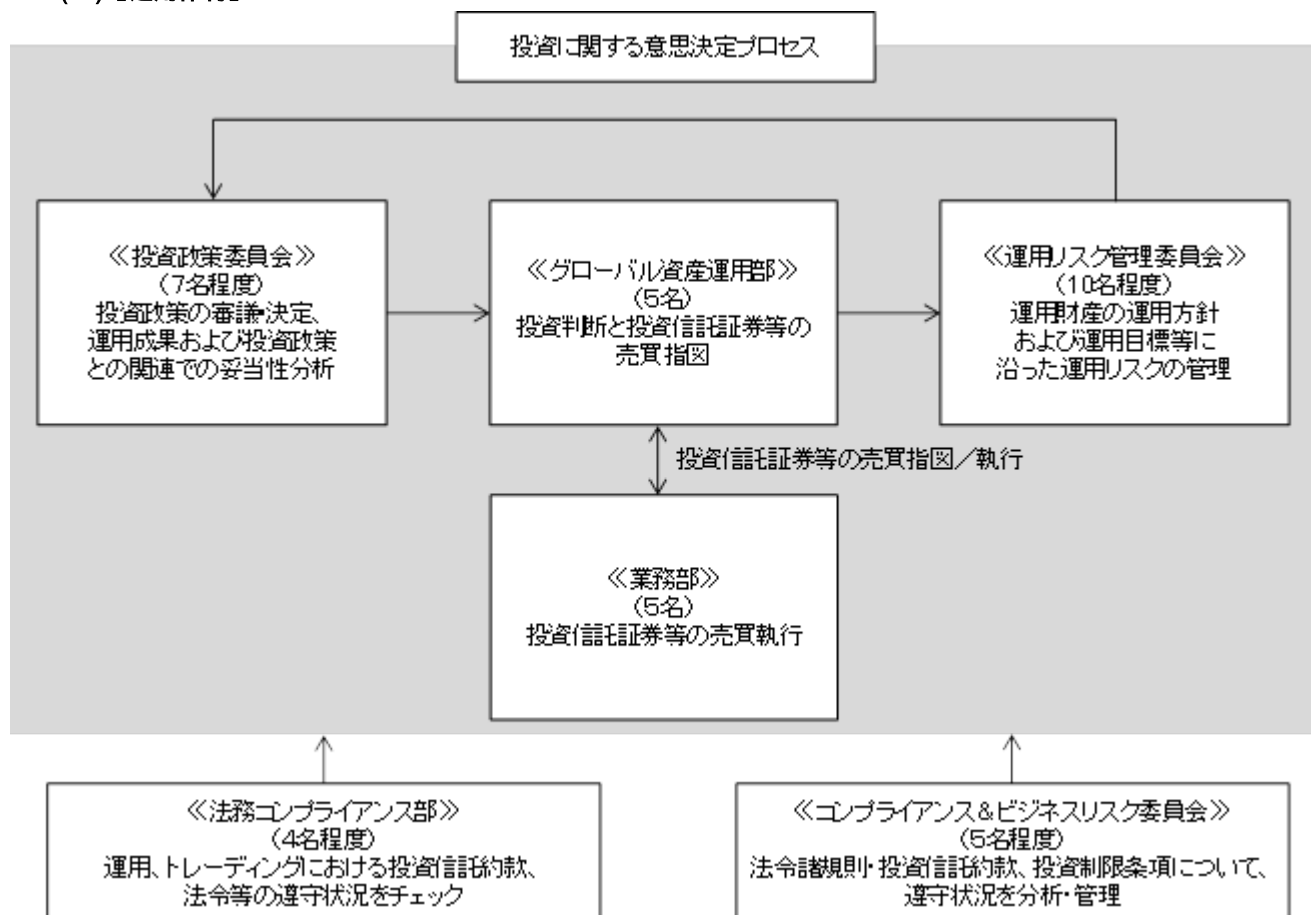 投資に関する意思決定プロセス
≪投資政策委員会≫
(7名程度)
投資政策の審議・決定、
運用成果および投資政策
との関連での妥当性分析
≪グローバル資産運用部≫
(5名)
投資判断と投資信託証券等の
売買指図
≪運用リスク管理委員会≫
(10名程度)
運用財産の運用方針
および運用目標等に
沿った運用リスクの管理
投資信託証券等の売買指図／執行
≪業務部≫
(5名)
投資信託証券等の売買執行
≪法務コンプライアンス部≫
(4名程度)
運用、トレーディングにおける投資信託約款、
法令等の遵守状況をチェック
≪コンプライアンス＆ビジネスリスク委員会≫
(5名程度)
法令諸規則・投資信託約款、投資制限条項について、
遵守状況を分析・管理